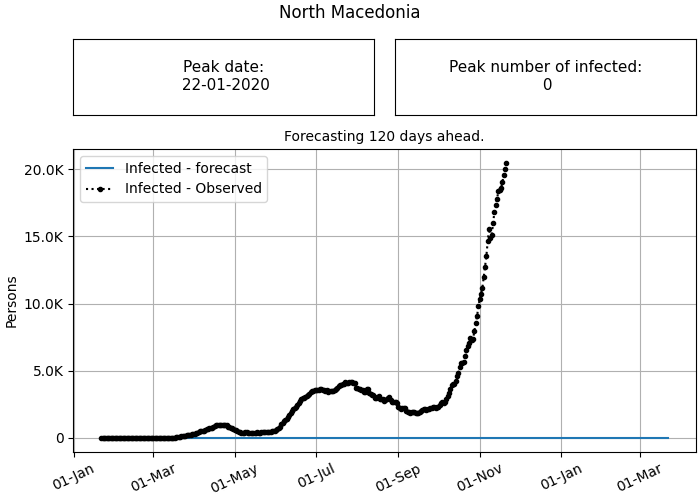 North Macedonia
Peak date:
22-01-2020
Peak number of infected:
0
Forecasting 120 days ahead.
Infected - forecast
Infected - Observed
20.0K
15.0K
10.0K
5.0K
0
Persons
01-Jan
01-Mar
01-May
01-Jul
01-Sep
01-Nov
01-Jan
01-Mar